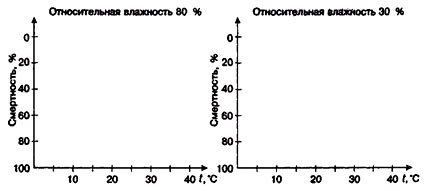 Относительная влажность 80 %
Смертность, %
0
20
40
60
80
100
10 20 30 40 t, °C
Относительная влажность 30 %
Смертность, %
0
20
40
60
80
100
10 20 30 40 t, °C